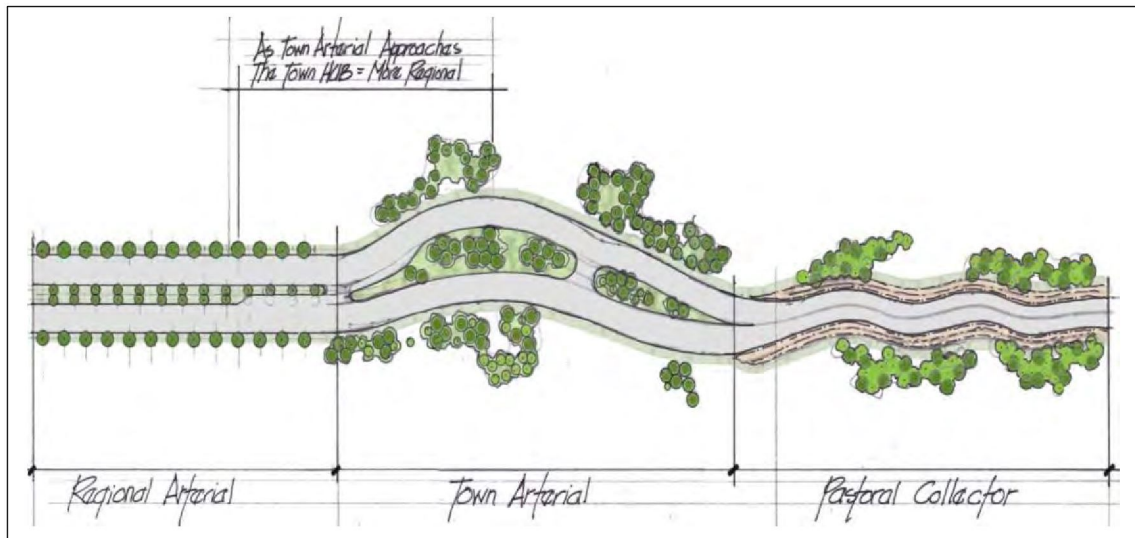 As Town Arterial Approaches
The Town HUB = More Regional
Regional Arterial
Town Arterial
Pastoral Collector